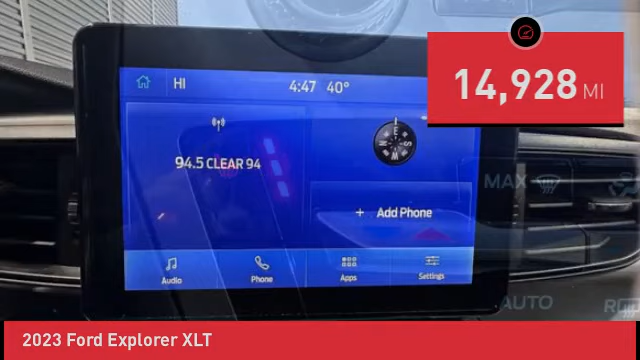 14,928 MI
HI 4:47 40°
94.5 CLEAR 94
E
S
W
+ Add Phone
MAX
Audio Phone Apps Settings
AUTO
2023 Ford Explorer XLT